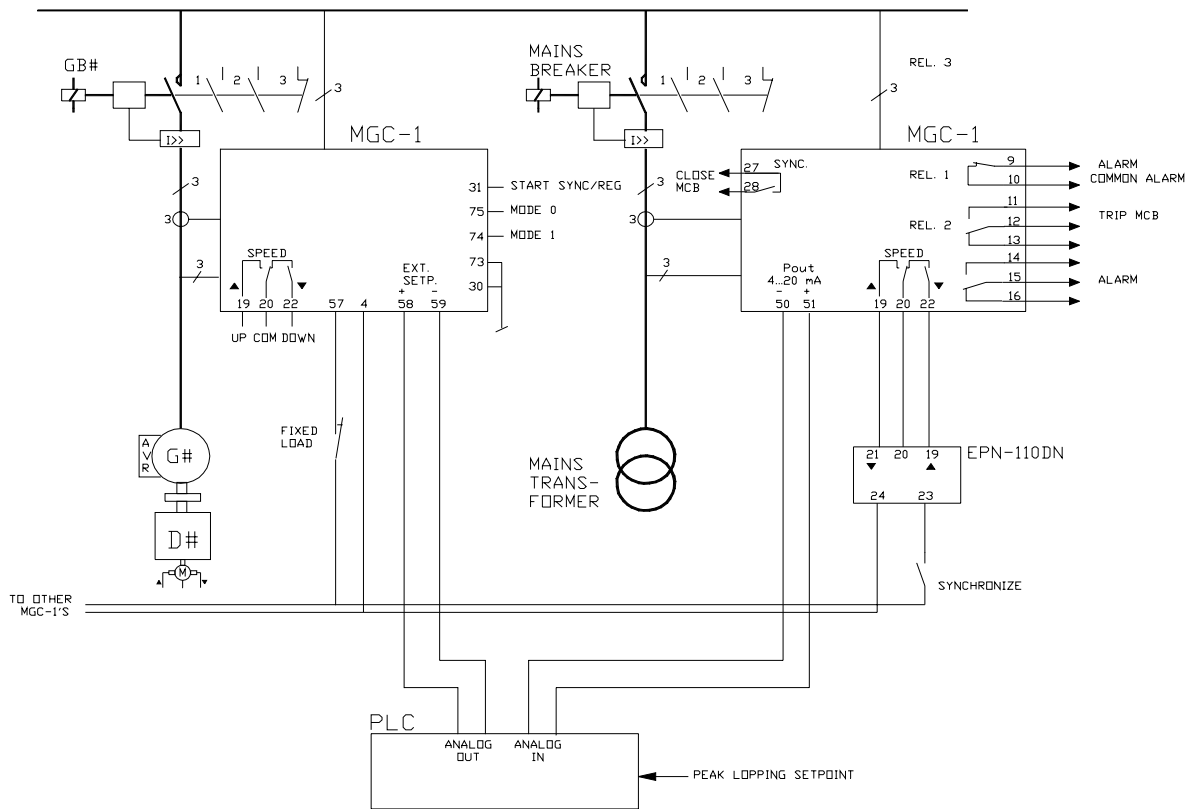 GB#
1 2 3
3
MAINS
BREAKER
1 2 3
REL. 3
3
I>>
MGC-1
I>>
MGC-1
3
3
31 START SYNC/REG
75 MODE 0
74 MODE 1
73
30
SPEED
3
EXT.
SETP.
+ -
19 20 22 57 4 58 59
UP COM DOWN
3
3
3
CLOSE
MCB
27 SYNC.
28
REL. 1
9 ALARM
10 COMMON ALARM
11
TRIP MCB
REL. 2
12
13
14
15 ALARM
16
SPEED
Pout
4...20 mA
- +
50 51 19 20 22
FIXED
LOAD
AVR
G#
D#
M
MAINS
TRANS-
FORMER
EPN-110DN
21 20 19
24 23
SYNCHRONIZE
TO OTHER
MGC-1'S
PLC
ANALOG
OUT
ANALOG
IN
PEAK LOPPING SETPOINT